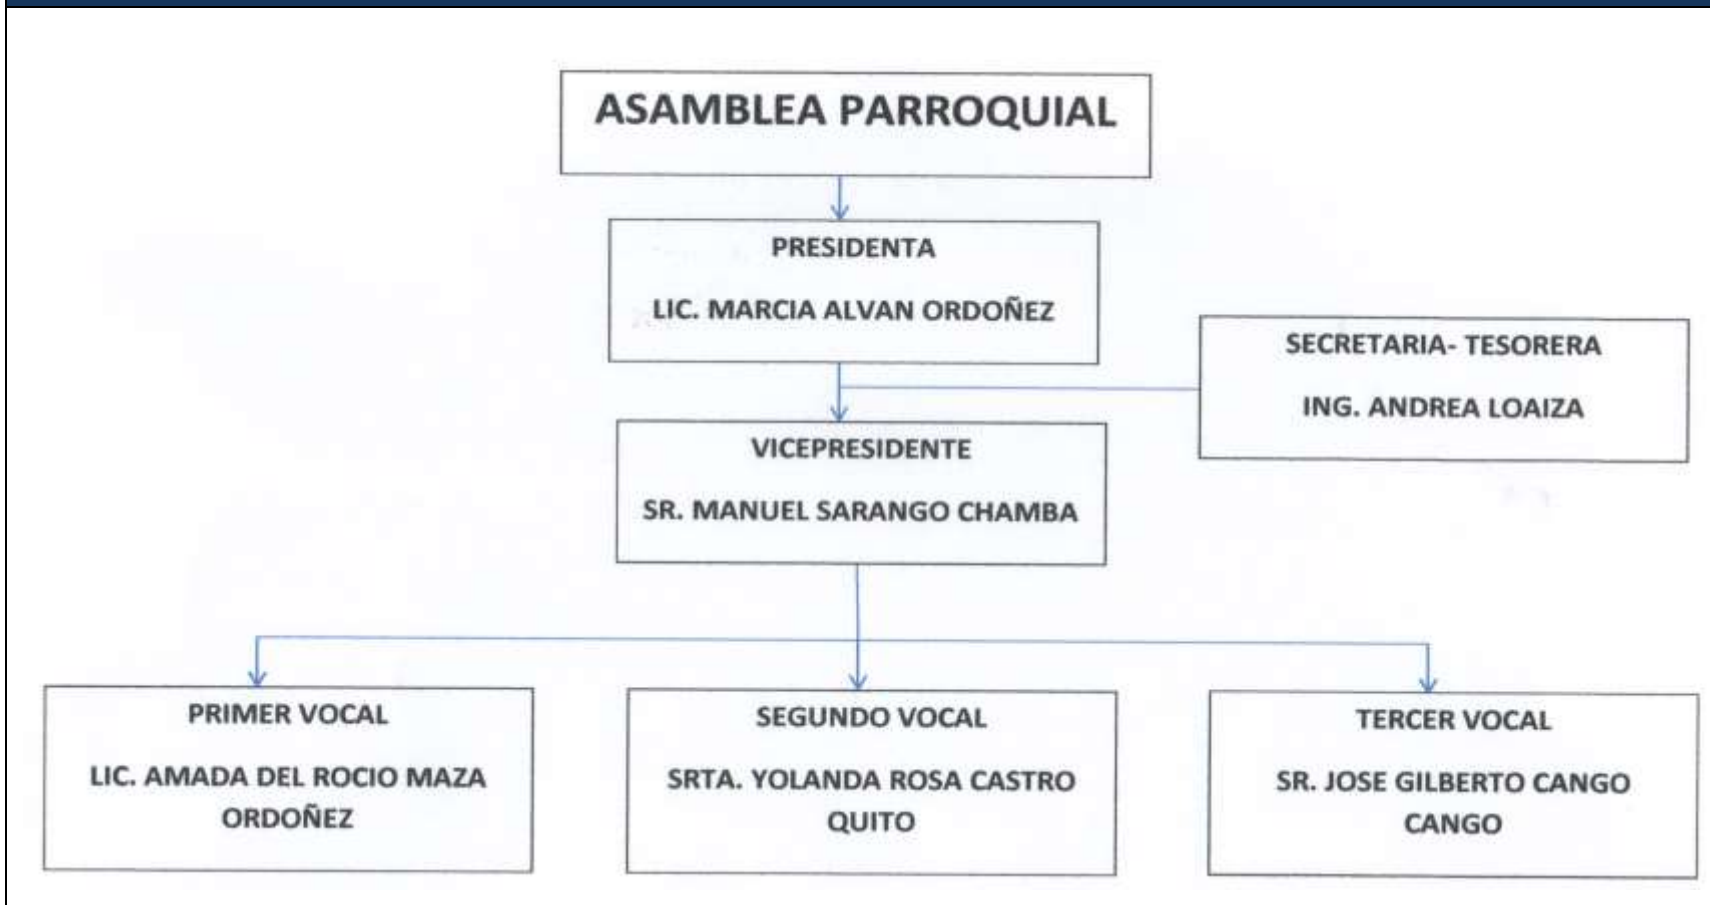 ASAMBLEA PARROQUIAL
PRESIDENTA
LIC. MARCIA ALVAN ORDOÑEZ
SECRETARIA- TESORERA
ING. ANDREA LOAIZA
VICEPRESIDENTE
SR. MANUEL SARANGO CHAMBA
PRIMER VOCAL
LIC. AMADA DEL ROCIO MAZA
ORDOÑEZ
SEGUNDO VOCAL
SRTA. YOLANDA ROSA CASTRO
QUITO
TERCER VOCAL
SR. JOSE GILBERTO CANGO
CANGO